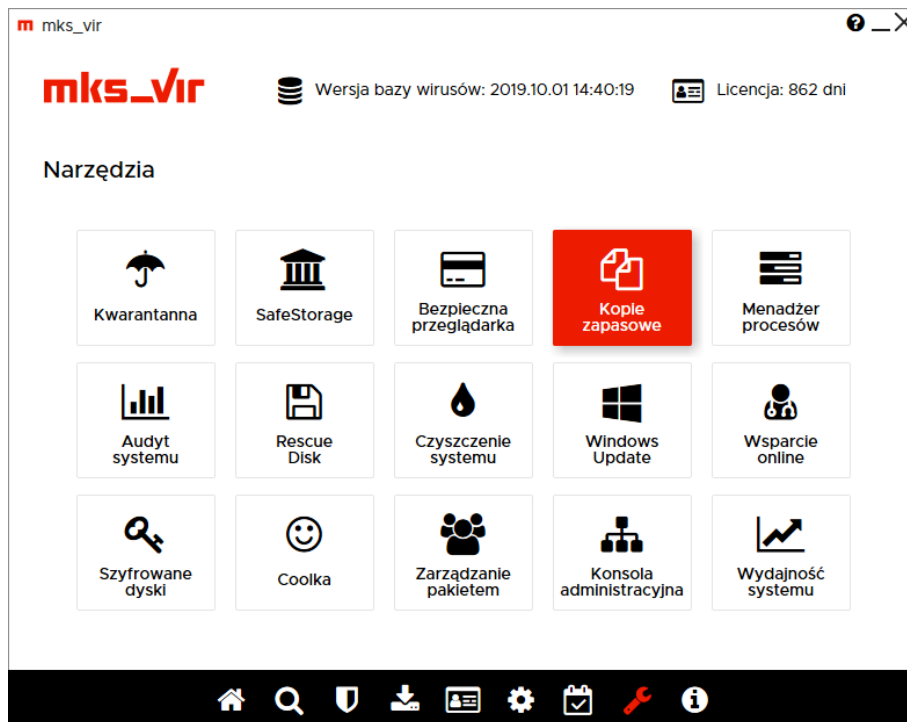 mks_vir
mks_vir
Wersja bazy wirusów: 2019.10.01 14:40:19
Licencja: 862 dni
Narzędzia
Kwarantanna
SafeStorage
Bezpieczna
przeglądarka
Kopie
zapasowe
Menadżer
procesów
Audyt
systemu
Rescue
Disk
Czyszczenie
systemu
Windows
Update
Wsparcie
online
Szyfrowane
dyski
Coolka
Zarządzanie
pakietem
Konsola
administracyjna
Wydajność
systemu